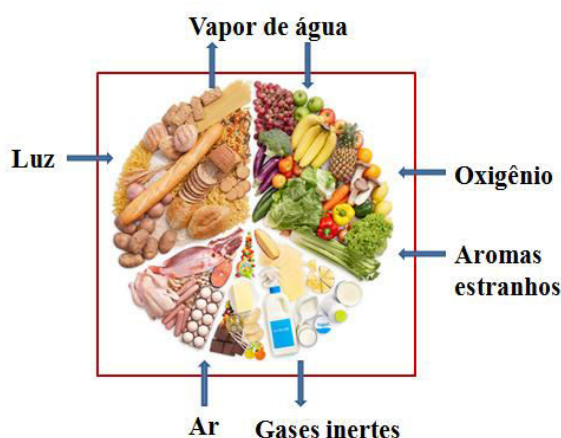 Vapor de água
Luz
Oxigênio
Aromas
estranhos
Ar
Gases inertes